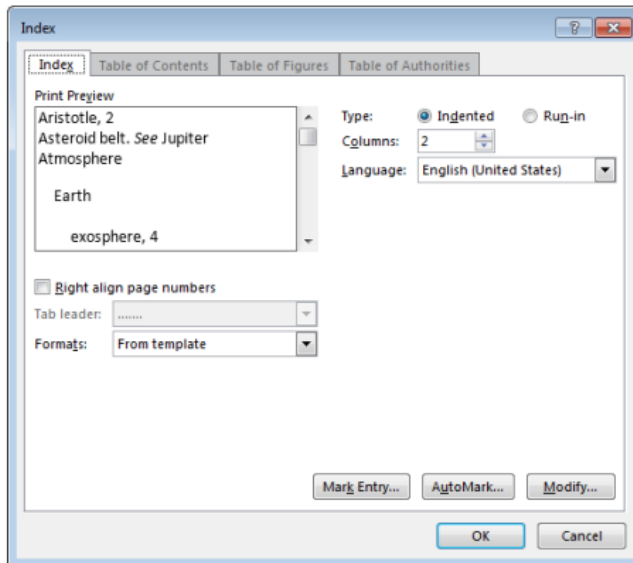 Index
Index Table of Contents Table of Figures Table of Authorities
Print Preview
Aristotle, 2
Asteroid belt. See Jupiter
Atmosphere
Earth
exosphere, 4
Type: Indented Run-in
Columns: 2
Language: English (United States)
Right align page numbers
Tab leader: .......
Formats: From template
Mark Entry... AutoMark... Modify...
OK Cancel